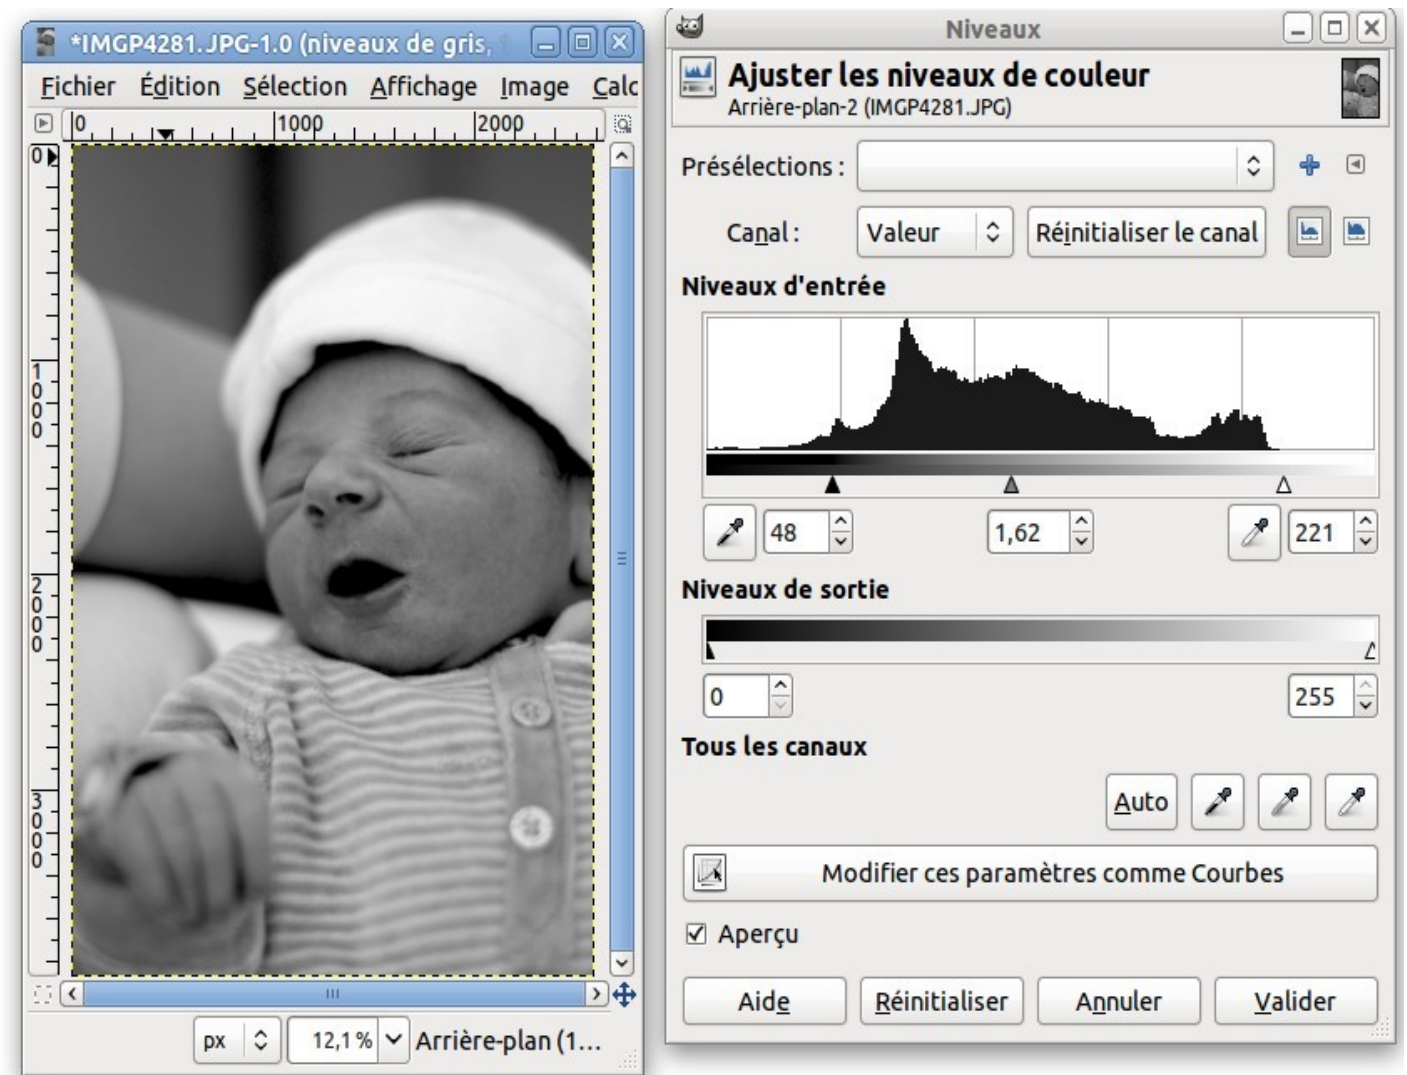 *IMGP4281.JPG-1.0 (niveaux de gris,
Fichier Édition Sélection Affichage Image Calc
0 1000 2000
0
1000
2000
3000
px 12,1 % Arrière-plan (1...
Niveaux
Ajuster les niveaux de couleur
Arrière-plan-2 (IMGP4281.JPG)
Présélections :
Canal : Valeur Réinitialiser le canal
Niveaux d'entrée
48 1,62 221
Niveaux de sortie
0 255
Tous les canaux
Auto
Modifier ces paramètres comme Courbes
Aperçu
Aide Réinitialiser Annuler Valider